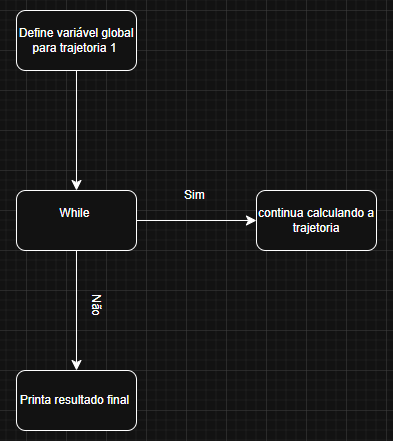 Define variável global
para trajetoria 1
While
Sim
continua calculando a
trajetoria
Não
Printa resultado final